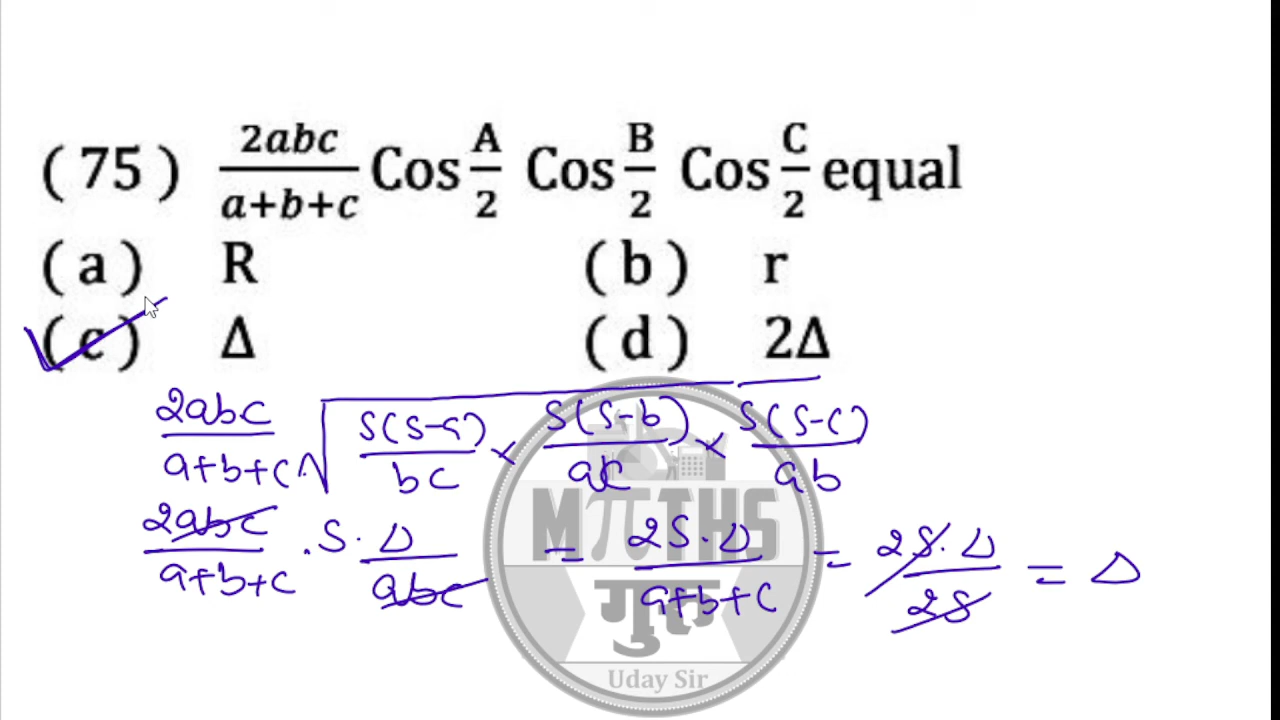 (75) 2abc/a+b+c Cos A/2 Cos B/2 Cos C/2 equal
(a) R (b) r
(c) Δ (d) 2Δ
2abc/a+b+c √ s(s-a)/bc × s(s-b)/ac × s(s-c)/ab
2abc/a+b+c . s . Δ/abc = 2s.Δ/a+b+c = 2s.Δ/2s = Δ
MπTHS
गुरु
Uday Sir